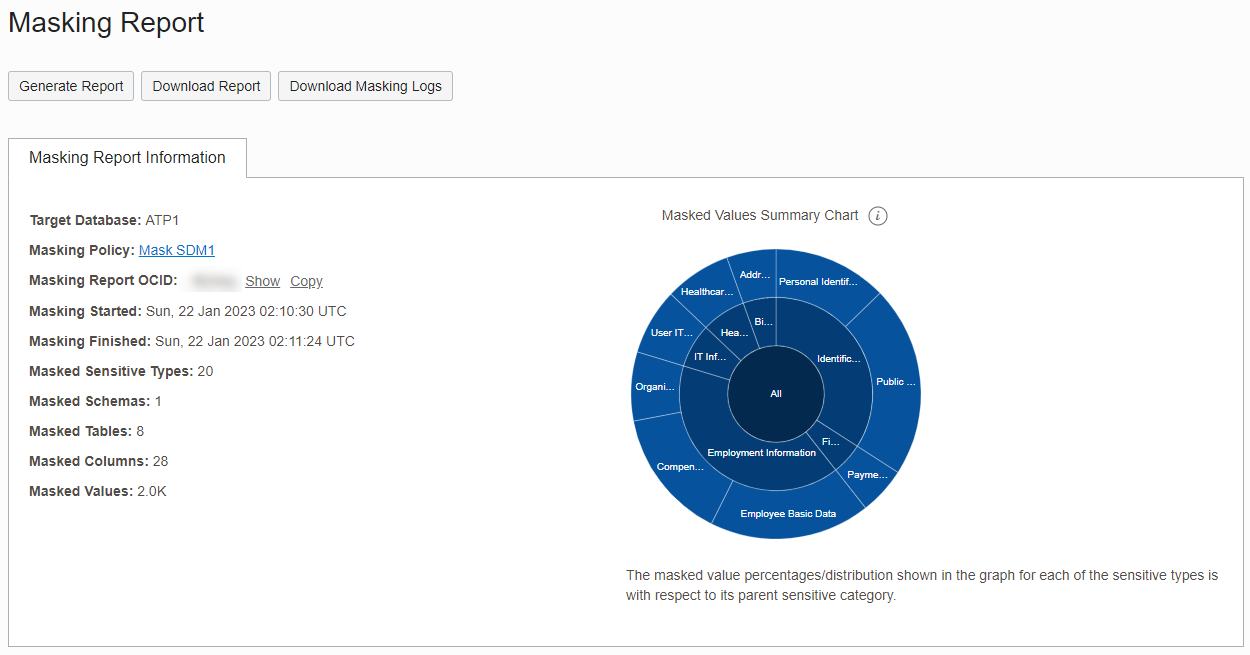 Masking Report
Generate Report
Download Report
Download Masking Logs
Masking Report Information
Target Database: ATP1
Masking Policy: Mask SDM1
Masking Report OCID: Show Copy
Masking Started: Sun, 22 Jan 2023 02:10:30 UTC
Masking Finished: Sun, 22 Jan 2023 02:11:24 UTC
Masked Sensitive Types: 20
Masked Schemas: 1
Masked Tables: 8
Masked Columns: 28
Masked Values: 2.0K
Masked Values Summary Chart i
Addr...
Personal Identif...
Healthcar...
Bi...
User IT...
Hea...
IT Inf...
Identific...
Organi...
Public ...
All
Fi...
Employment Information
Compen...
Payme...
Employee Basic Data
The masked value percentages/distribution shown in the graph for each of the sensitive types is
with respect to its parent sensitive category.